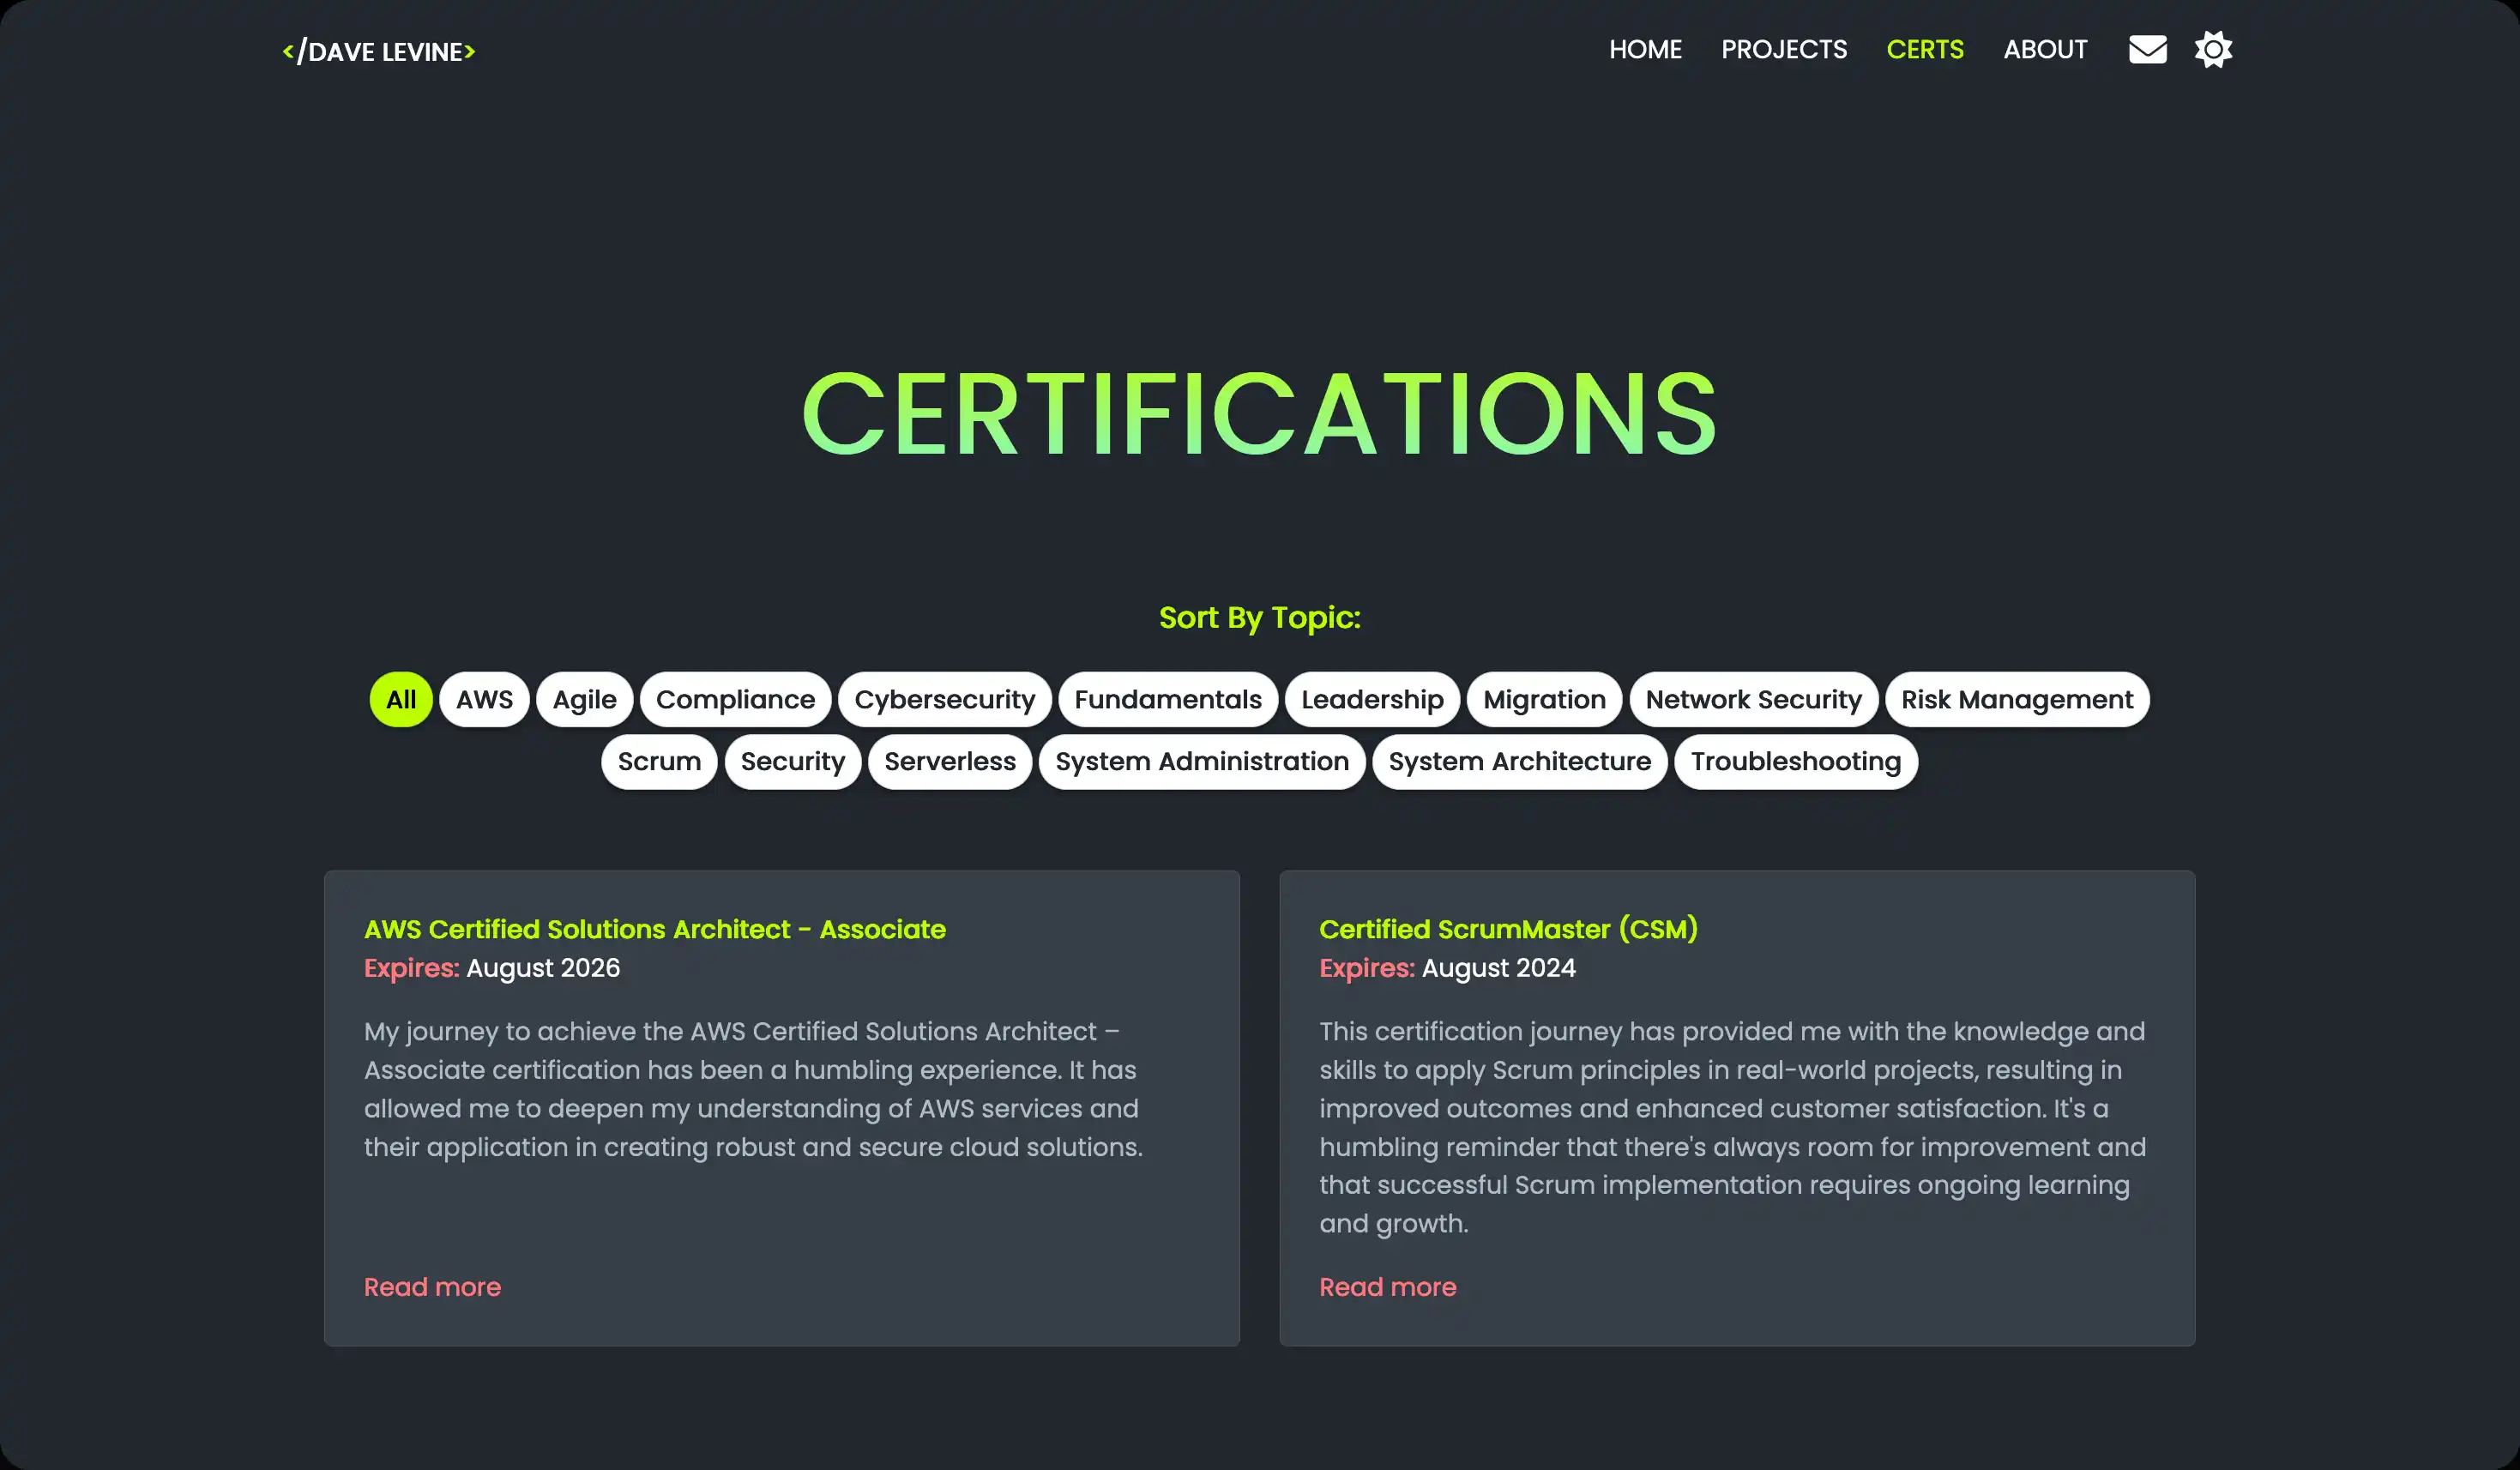 </DAVE LEVINE>
HOME PROJECTS CERTS ABOUT
CERTIFICATIONS
Sort By Topic:
All AWS Agile Compliance Cybersecurity Fundamentals Leadership Migration Network Security Risk Management
Scrum Security Serverless System Administration System Architecture Troubleshooting
AWS Certified Solutions Architect - Associate
Expires: August 2026
My journey to achieve the AWS Certified Solutions Architect –
Associate certification has been a humbling experience. It has
allowed me to deepen my understanding of AWS services and
their application in creating robust and secure cloud solutions.
Read more
Certified ScrumMaster (CSM)
Expires: August 2024
This certification journey has provided me with the knowledge and
skills to apply Scrum principles in real-world projects, resulting in
improved outcomes and enhanced customer satisfaction. It's a
humbling reminder that there's always room for improvement and
that successful Scrum implementation requires ongoing learning
and growth.
Read more